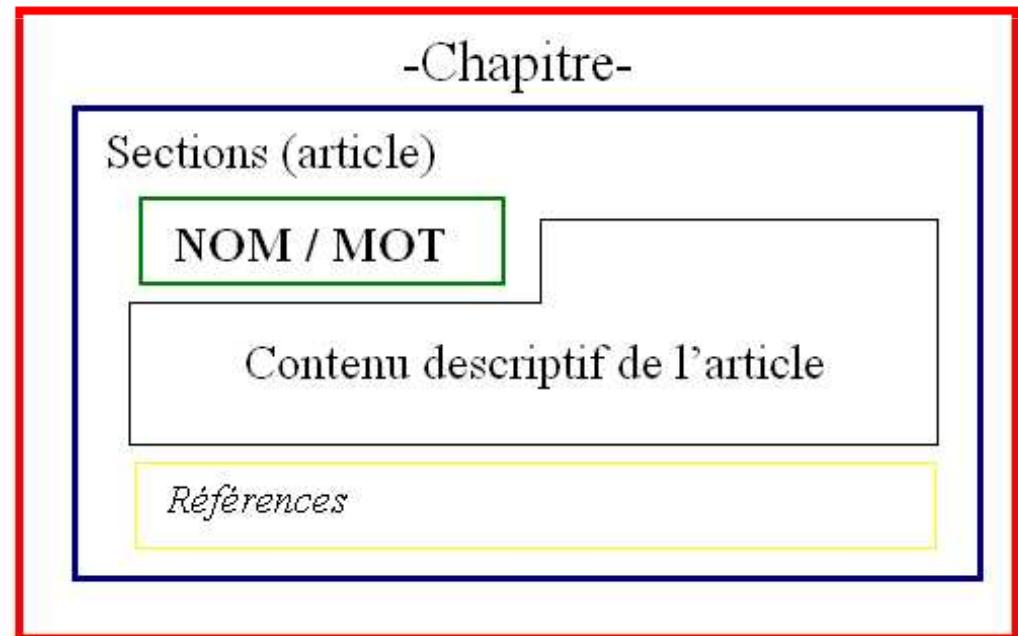 -Chapitre-
Sections (article)
NOM / MOT
Contenu descriptif de l’article
Références